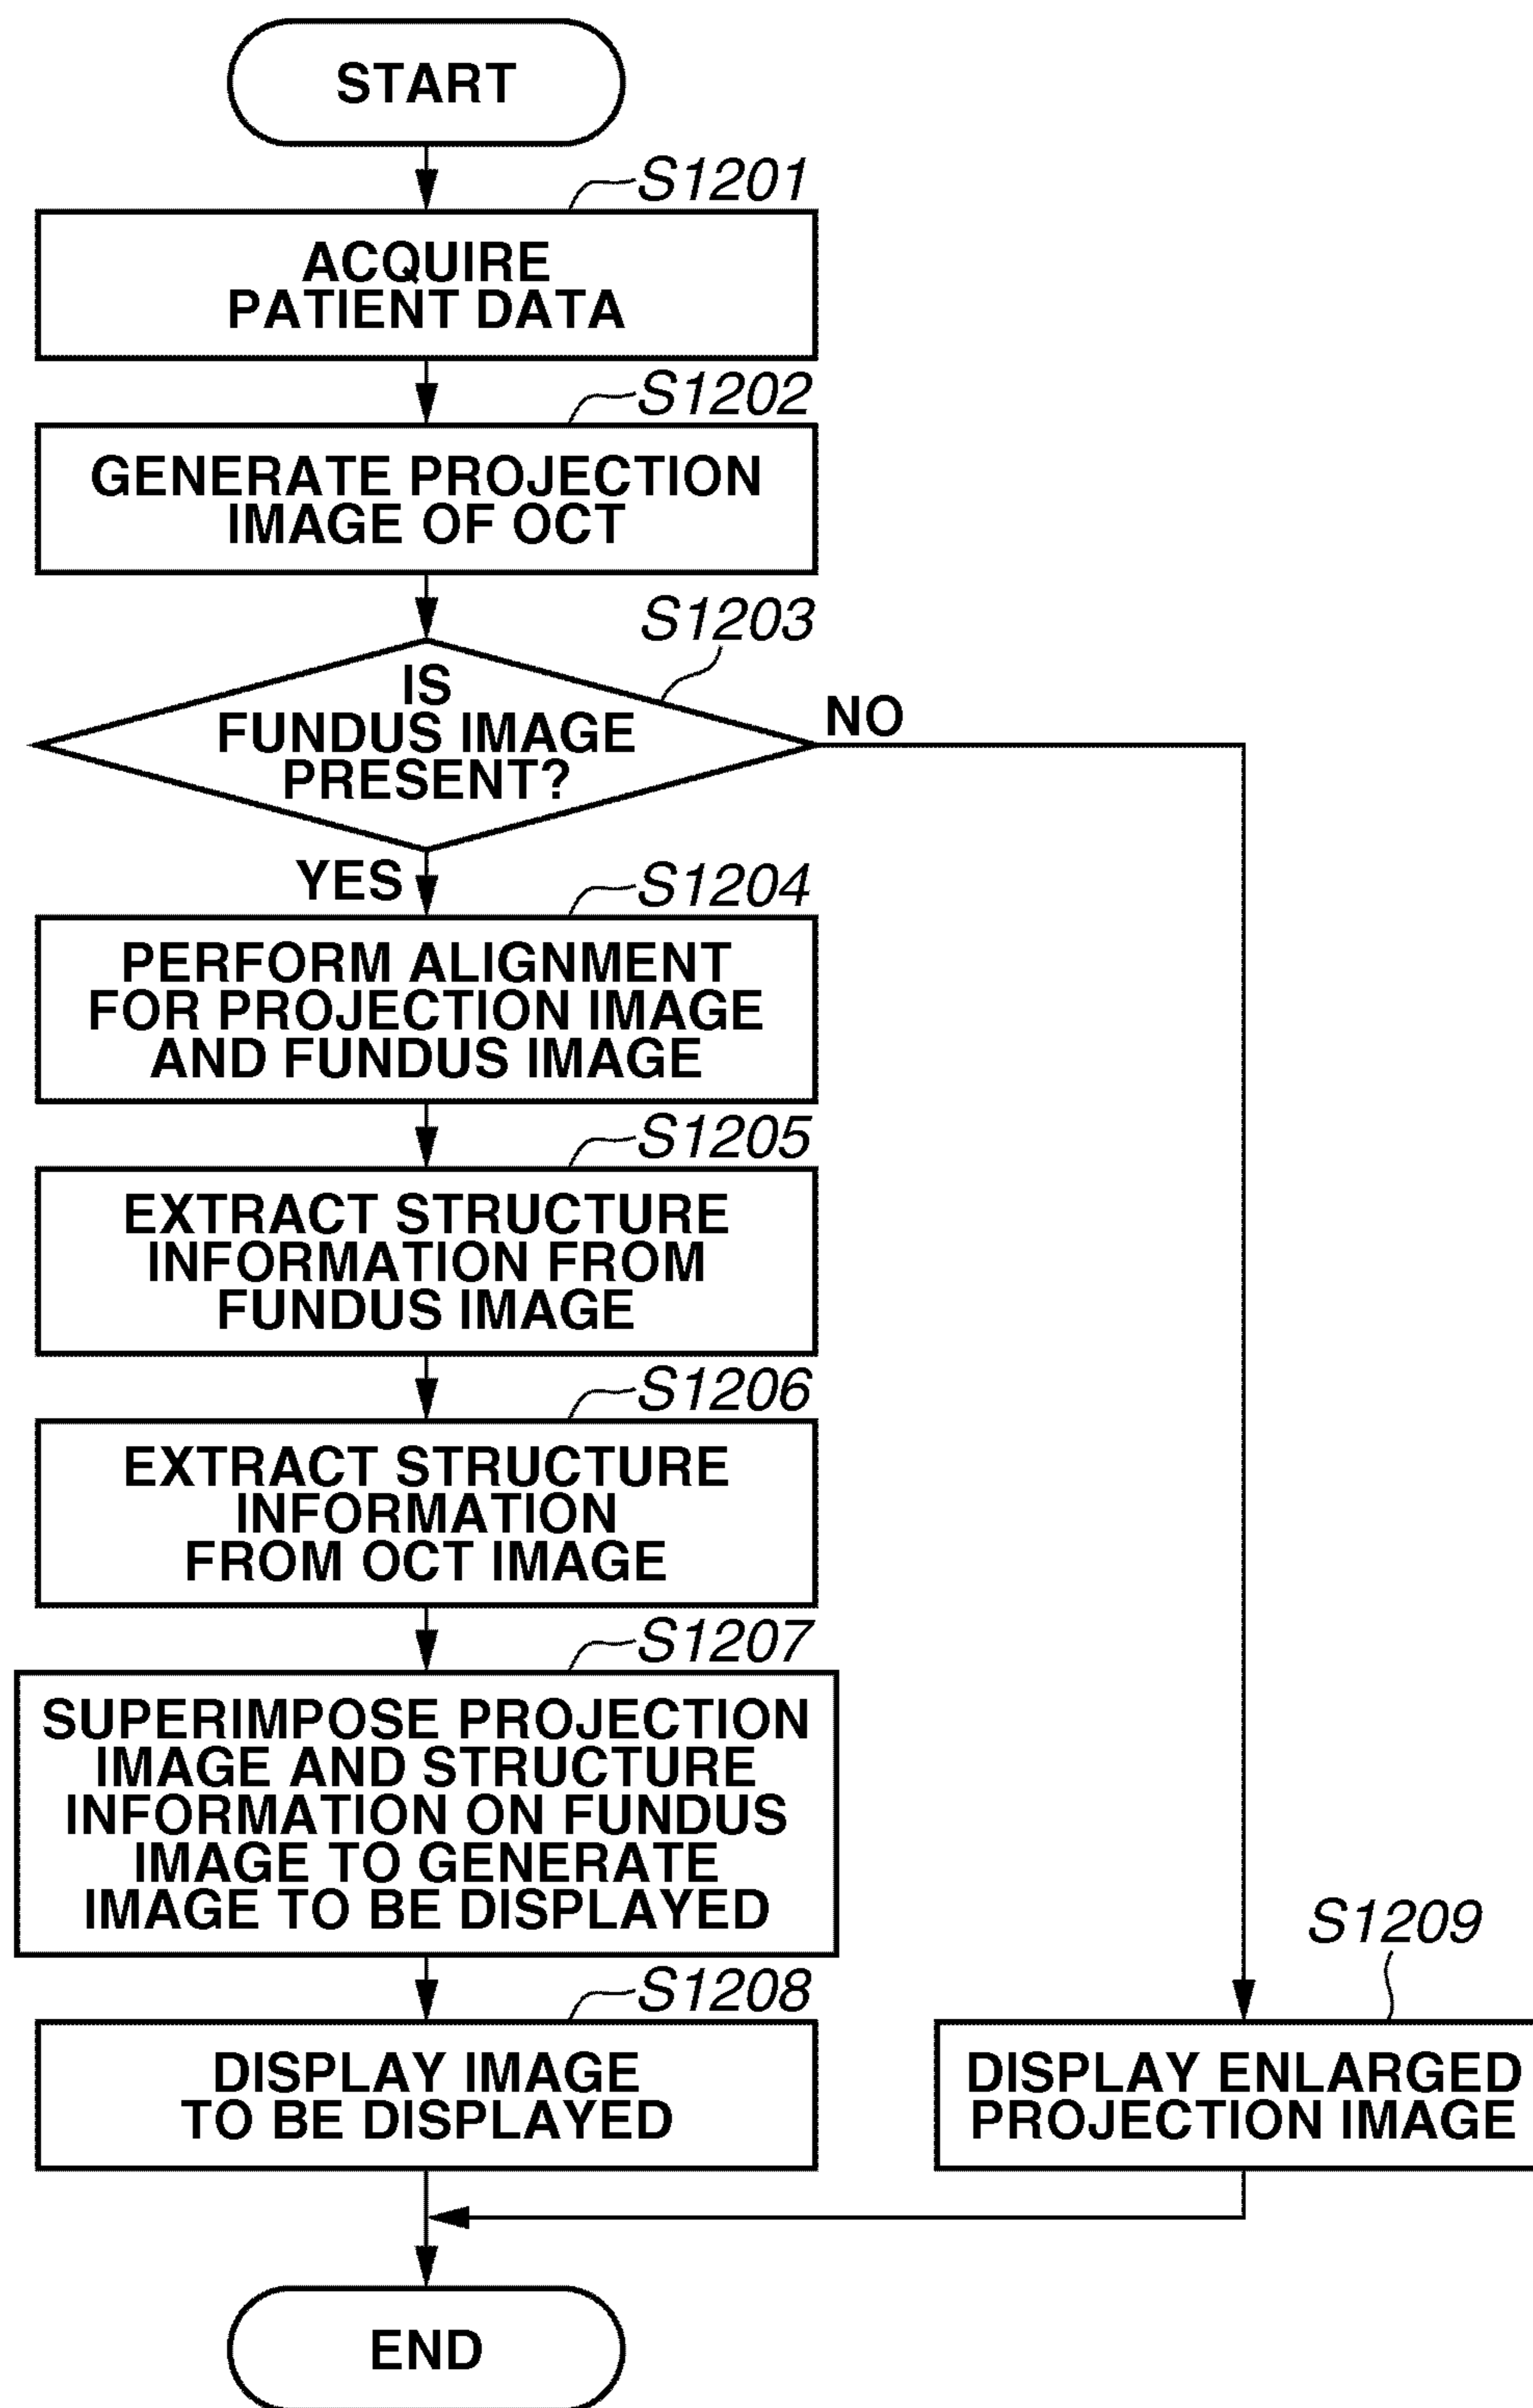 START
S1201
ACQUIRE
PATIENT DATA
S1202
GENERATE PROJECTION
IMAGE OF OCT
S1203
IS
FUNDUS IMAGE
PRESENT?
NO
YES
S1204
PERFORM ALIGNMENT
FOR PROJECTION IMAGE
AND FUNDUS IMAGE
S1205
EXTRACT STRUCTURE
INFORMATION FROM
FUNDUS IMAGE
S1206
EXTRACT STRUCTURE
INFORMATION
FROM OCT IMAGE
S1207
SUPERIMPOSE PROJECTION
IMAGE AND STRUCTURE
INFORMATION ON FUNDUS
IMAGE TO GENERATE
IMAGE TO BE DISPLAYED
S1208
DISPLAY IMAGE
TO BE DISPLAYED
S1209
DISPLAY ENLARGED
PROJECTION IMAGE
END